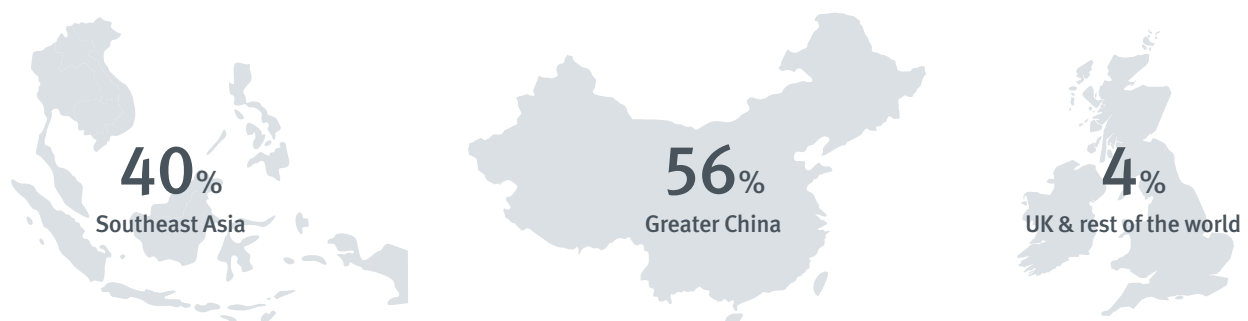 40%
Southeast Asia
56%
Greater China
4%
UK & rest of the world